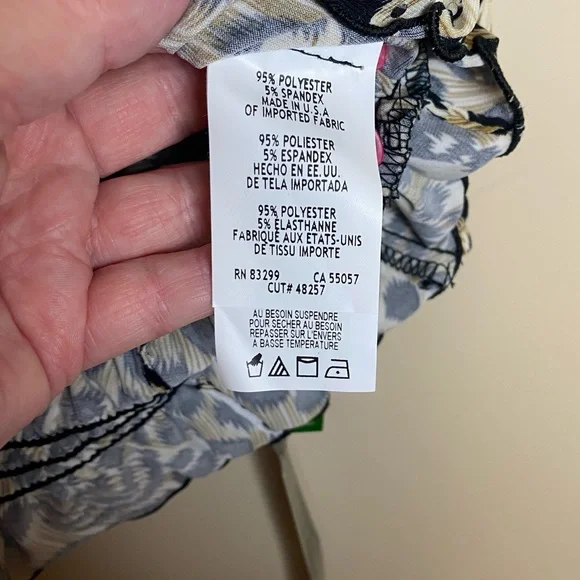 95% POLYESTER
5% SPANDEX
MADE IN U.S.A
OF IMPORTED FABRIC
95% POLIESTER
5% ESPANDEX
HECHO EN EE.UU.
DE TELA IMPORTADA
95% POLYESTER
5% ÉLASTHANNE
FABRIQUÉ AUX ETATS-UNIS
DE TISSU IMPORTE
RN 83299 CA 55057
CUT# 48257
AU BESOIN SUSPENDRE
POUR SECHER AU BESOIN
REPASSER SUR L'ENVERS
A BASSE TEMPERATURE